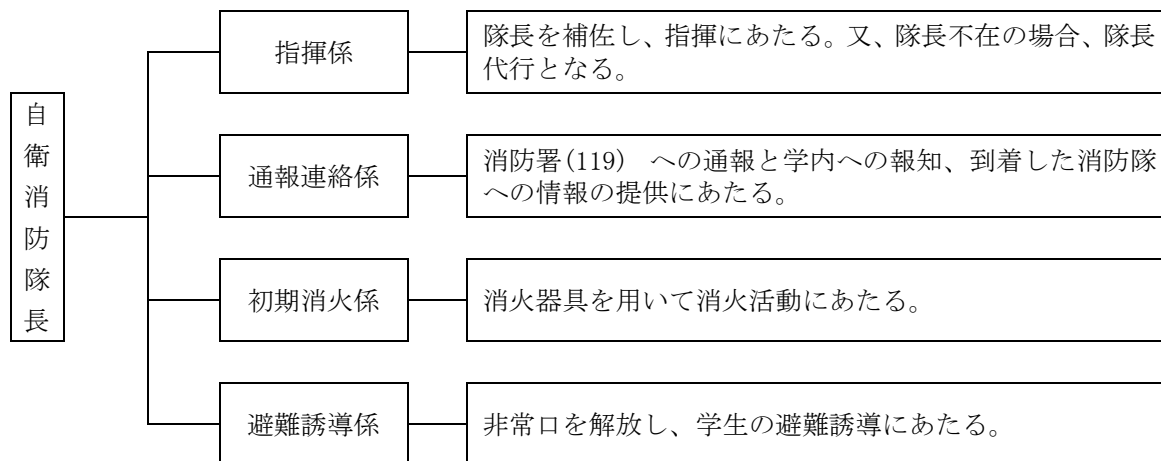 自衛消防隊長
指揮係
隊長を補佐し、指揮にあたる。又、隊長不在の場合、隊長
代行となる。
通報連絡係
消防署(119) への通報と学内への報知、到着した消防隊
への情報の提供にあたる。
初期消火係
消火器具を用いて消火活動にあたる。
避難誘導係
非常口を解放し、学生の避難誘導にあたる。